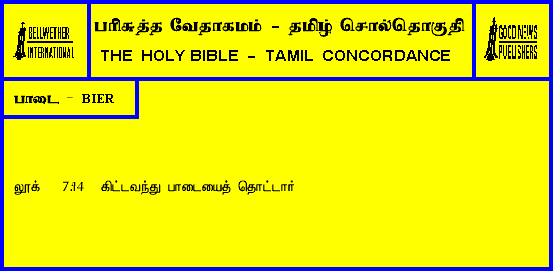 BELLWETHER
INTERNATIONAL
பரிசுத்த வேதாகமம் - தமிழ் சொல்தொகுதி
THE HOLY BIBLE - TAMIL CONCORDANCE
GOOD NEWS
PUBLISHERS
பாடை - BIER
லூக் 7:14 கிட்டவந்து பாடையைத் தொட்டார்